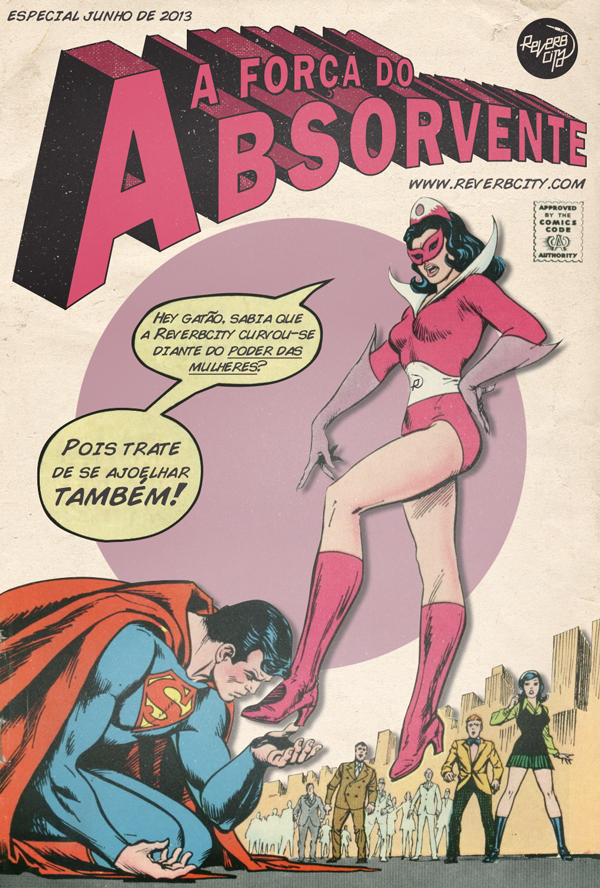 ESPECIAL JUNHO DE 2013
REVERB
CITY
A FORÇA DO
ABSORVENTE
WWW.REVERBCITY.COM
APPROVED
BY THE
COMICS
CODE
CA
AUTHORITY
HEY GATÃO, SABIA QUE
A REVERBCITY CURVOU-SE
DIANTE DO PODER DAS
MULHERES?
POIS TRATE
DE SE AJOELHAR
TAMBÉM!
S